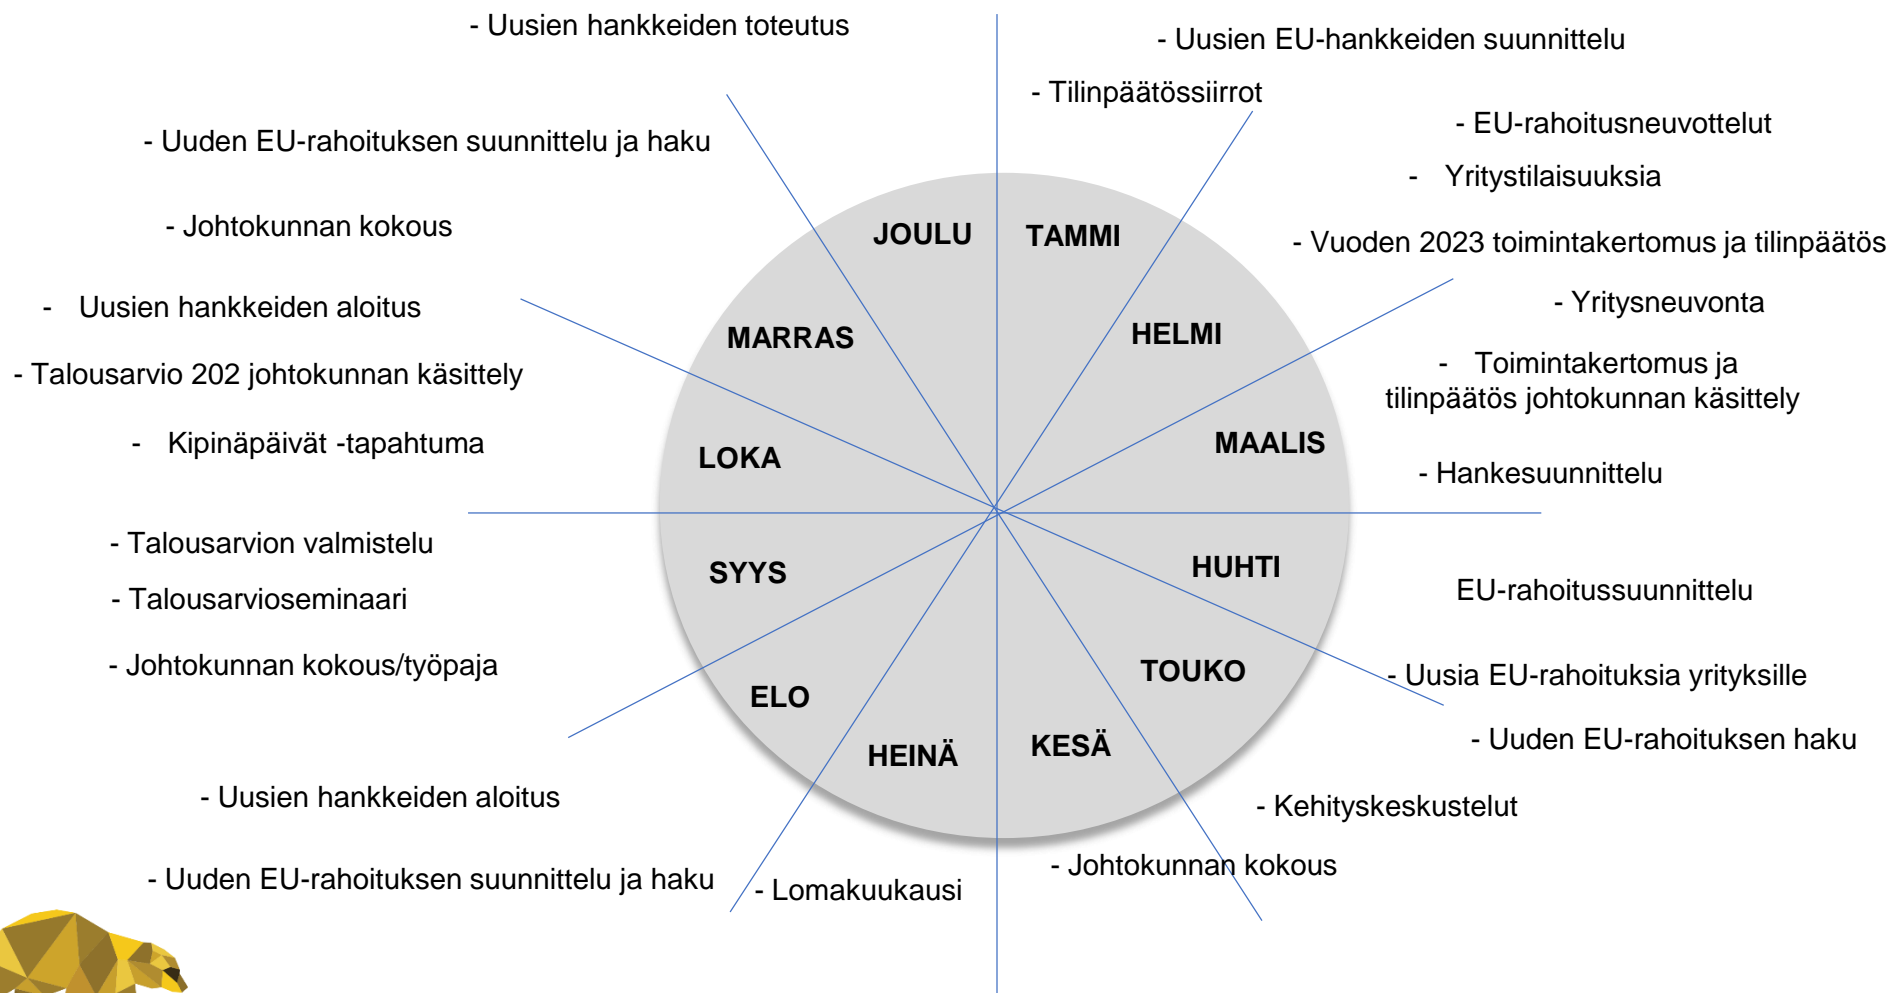 - Uusien hankkeiden toteutus
- Uusien EU-hankkeiden suunnittelu
- Tilinpäätössiirrot
- EU-rahoitusneuvottelut
- Yritystilaisuuksia
- Vuoden 2023 toimintakertomus ja tilinpäätös
- Yritysneuvonta
- Toimintakertomus ja
tilinpäätös johtokunnan käsittely
- Hankesuunnittelu
EU-rahoitussuunnittelu
- Uusia EU-rahoituksia yrityksille
- Uuden EU-rahoituksen haku
- Kehityskeskustelut
- Johtokunnan kokous
- Lomakuukausi
- Uusien hankkeiden aloitus
- Uuden EU-rahoituksen suunnittelu ja haku
- Talousarvion valmistelu
- Talousarvioseminaari
- Johtokunnan kokous/työpaja
- Uusien hankkeiden aloitus
- Talousarvio 202 johtokunnan käsittely
- Kipinäpäivät -tapahtuma
- Uuden EU-rahoituksen suunnittelu ja haku
- Johtokunnan kokous
TAMMI
HELMI
MAALIS
HUHTI
TOUKO
KESÄ
HEINÄ
ELO
SYYS
LOKA
MARRAS
JOULU